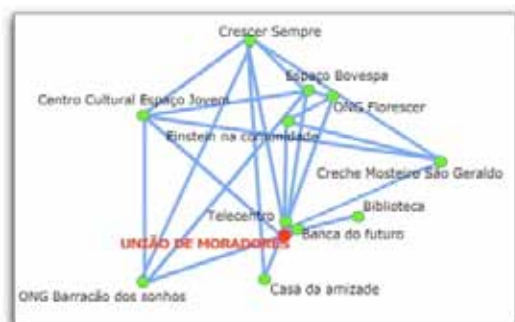 Crescer Sempre
Espaço Bovespa
Centro Cultural Espaço Jovem
ONG Florescer
Einstein na comunidade
Creche Mosteiro São Geraldo
Telecentro
Biblioteca
Banca do futuro
UNIÃO DE MORADORES
ONG Barracão dos sonhos
Casa da amizade